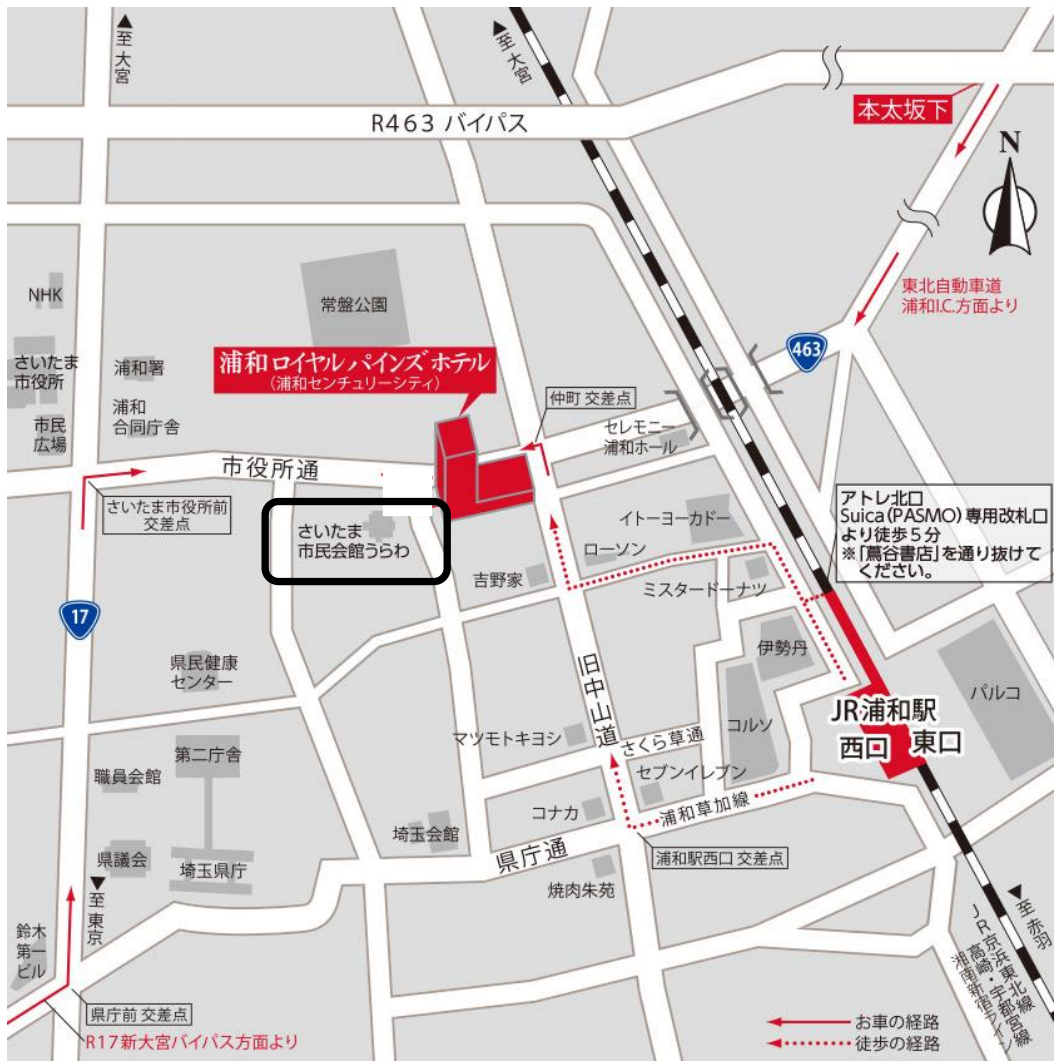 ▲至大宮
▲至大宮
R463 バイパス
本太坂下
N
東北自動車道
浦和I.C.方面より
463
NHK
さいたま
市役所
市民
広場
浦和署
浦和
合同庁舎
常盤公園
浦和ロイヤルパインズホテル
(浦和センチュリーシティ)
仲町 交差点
セレモニー
浦和ホール
市役所通
さいたま市役所前
交差点
さいたま
市民会館うらわ
イトーヨーカドー
ローソン
吉野家
ミスタードーナツ
アトレ北口
Suica(PASMO)専用改札口
より徒歩5分
※「蔦谷書店」を通り抜けて
ください。
17
県民健康
センター
伊勢丹
パルコ
旧中山道
コルソ
JR浦和駅
西口
東口
マツモトキヨシ
さくら草通
セブンイレブン
第二庁舎
職員会館
コナカ
浦和草加線
埼玉会館
県庁通
浦和駅西口 交差点
県議会
埼玉県庁
焼肉朱苑
▼至東京
鈴木
第一
ビル
▼至赤羽
JR京浜東北線
高崎・宇都宮線
湘南新宿ライン
県庁前 交差点
R17新大宮バイパス方面より
お車の経路
徒歩の経路